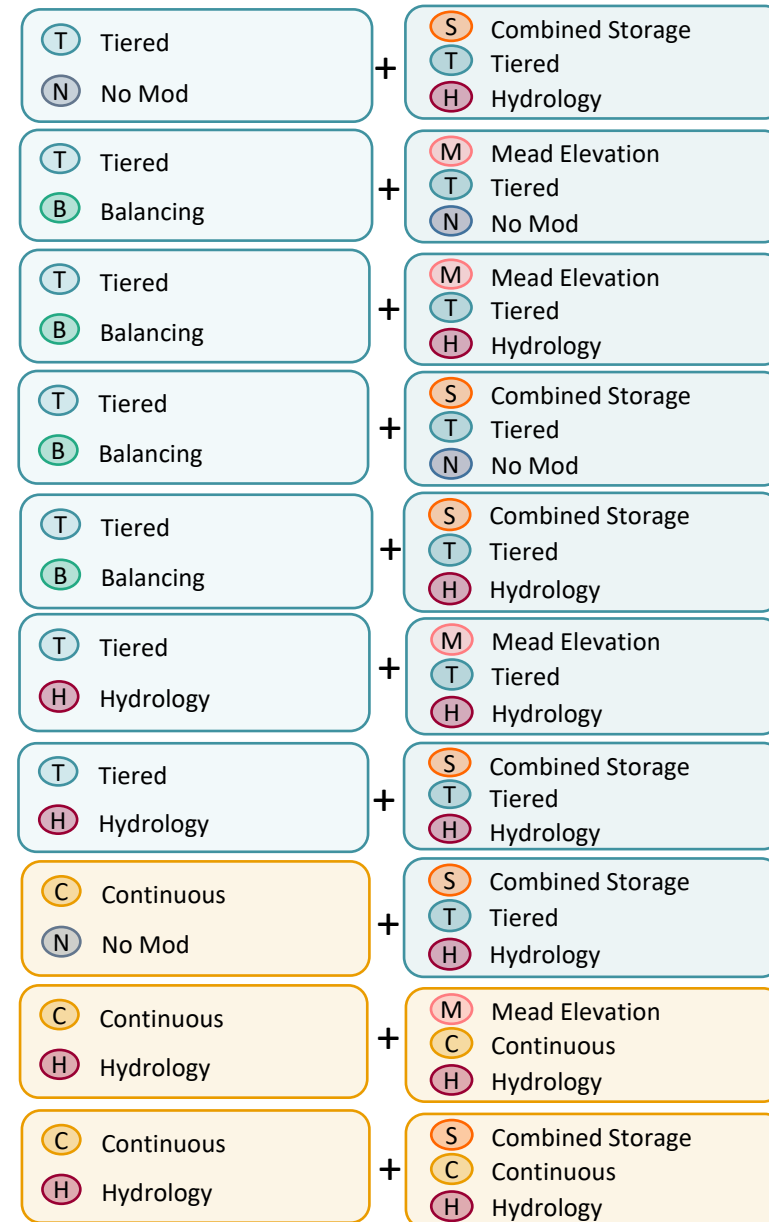 T Tiered
N No Mod
+
S Combined Storage
T Tiered
H Hydrology
T Tiered
B Balancing
+
M Mead Elevation
T Tiered
N No Mod
T Tiered
B Balancing
+
M Mead Elevation
T Tiered
H Hydrology
T Tiered
B Balancing
+
S Combined Storage
T Tiered
N No Mod
T Tiered
B Balancing
+
S Combined Storage
T Tiered
H Hydrology
T Tiered
H Hydrology
+
M Mead Elevation
T Tiered
H Hydrology
T Tiered
H Hydrology
+
S Combined Storage
T Tiered
H Hydrology
C Continuous
N No Mod
+
S Combined Storage
T Tiered
H Hydrology
C Continuous
H Hydrology
+
M Mead Elevation
C Continuous
H Hydrology
C Continuous
H Hydrology
+
S Combined Storage
C Continuous
H Hydrology